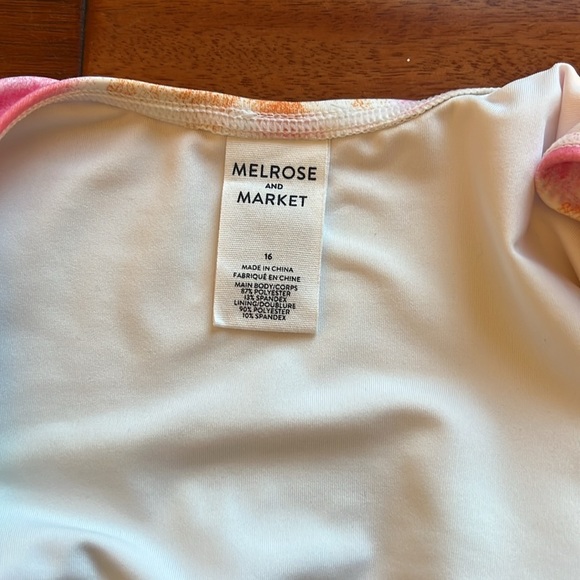 MELROSE
AND
MARKET
16
MADE IN CHINA
FABRIQUÉ EN CHINE
MAIN BODY/CORPS
87% POLYESTER
13% SPANDEX
LINING/DOUBLURE
90% POLYESTER
10% SPANDEX